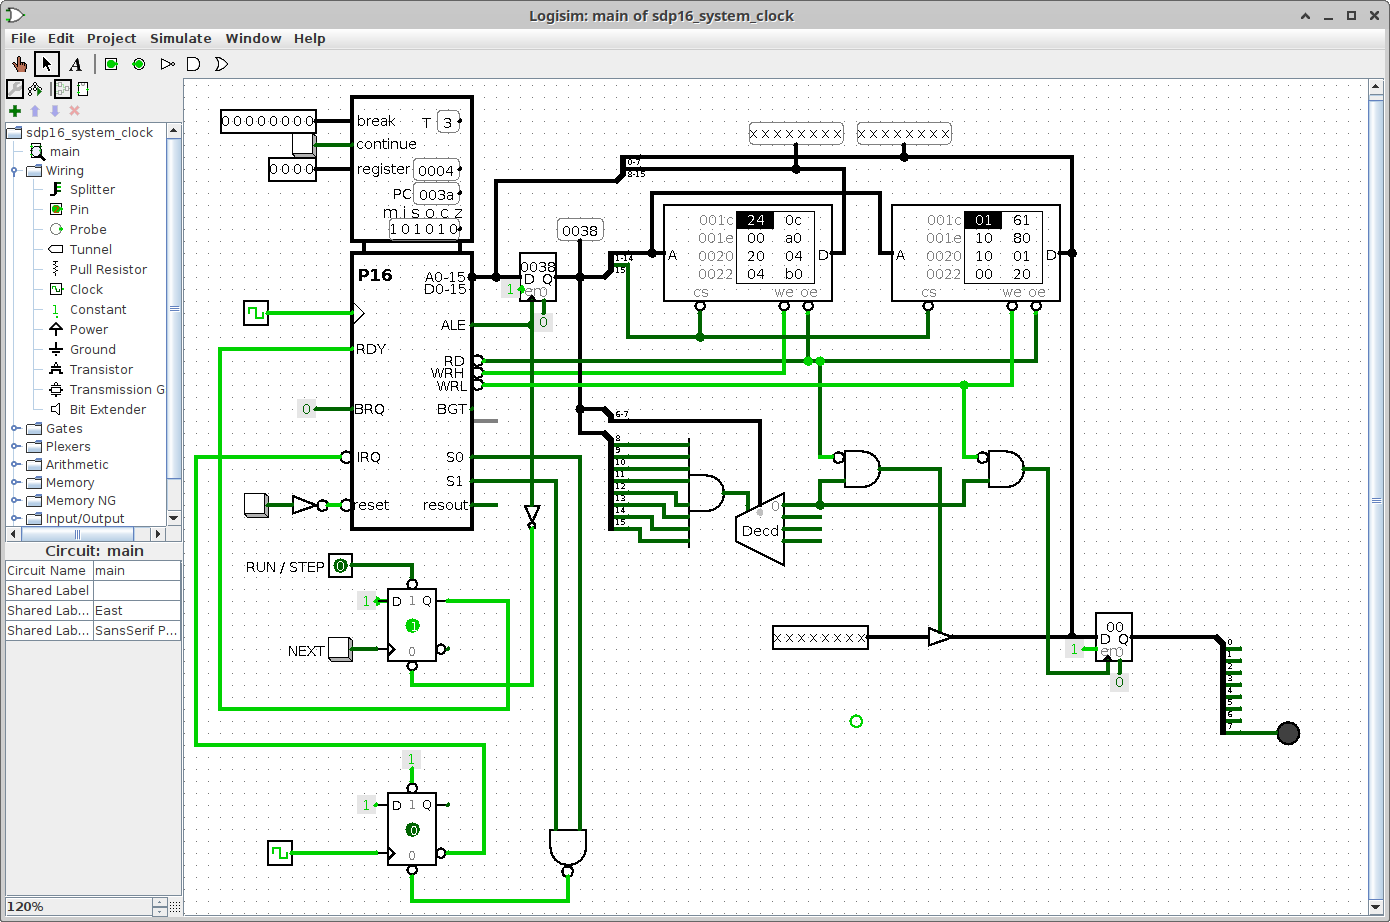 Logisim: main of sdp16_system_clock
File Edit Project Simulate Window Help
A
sdp16_system_clock
main
Wiring
Splitter
Pin
Probe
Tunnel
Pull Resistor
Clock
Constant
Power
Ground
Transistor
Transmission G
Bit Extender
Gates
Plexers
Arithmetic
Memory
Memory NG
Input/Output
Circuit: main
Circuit Name main
Shared Label
Shared Lab... East
Shared Lab... SansSerif P...
120%
00000000 break T 3
continue
0000 register 0004
PC 003a
m i s o c z
101010
P16
A0-15
D0-15
ALE
RDY
RD
WRH
WRL
0 BRQ BGT
IRQ S0
S1
reset resout
0038
0038
D Q
1 en 0
0
xxxxxxxx xxxxxxxx
0-7
8-15
1-14
15
A D
001c 24 0c
001e 00 a0
0020 20 04
0022 04 b0
cs we oe
A D
001c 01 61
001e 10 80
0020 10 01
0022 00 20
cs we oe
6-7
8
9
10
11
12
13
14
15
0
Decd
RUN / STEP 0
1 D 1 Q
1
NEXT 0
1
1 D 1 Q
0
0
xxxxxxxx
00
D Q
1 en 0
0
0
1
2
3
4
5
6
7